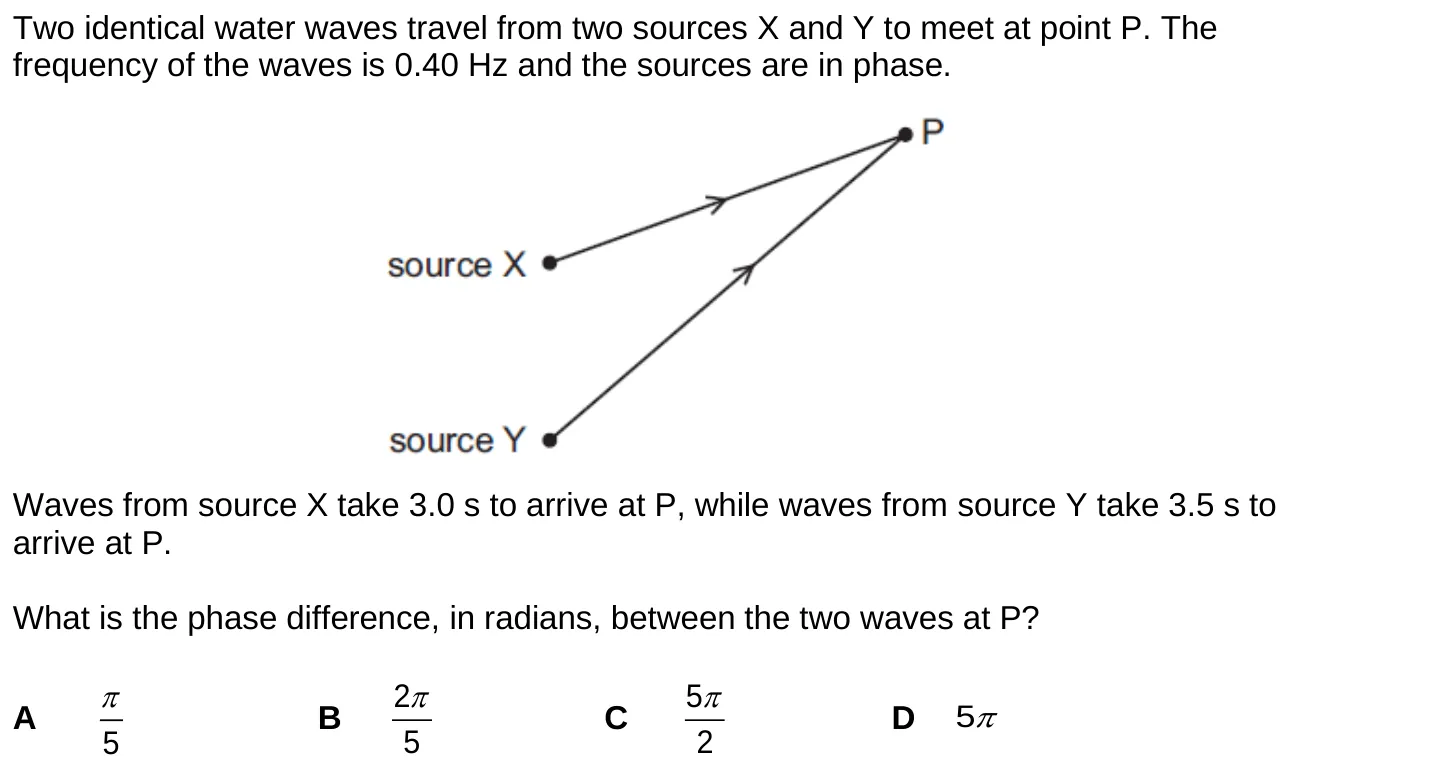 Two identical water waves travel from two sources X and Y to meet at point P. The
frequency of the waves is 0.40 Hz and the sources are in phase.
P
source X
source Y
Waves from source X take 3.0 s to arrive at P, while waves from source Y take 3.5 s to
arrive at P.
What is the phase difference, in radians, between the two waves at P?
A π/5 B 2π/5 C 5π/2 D 5π